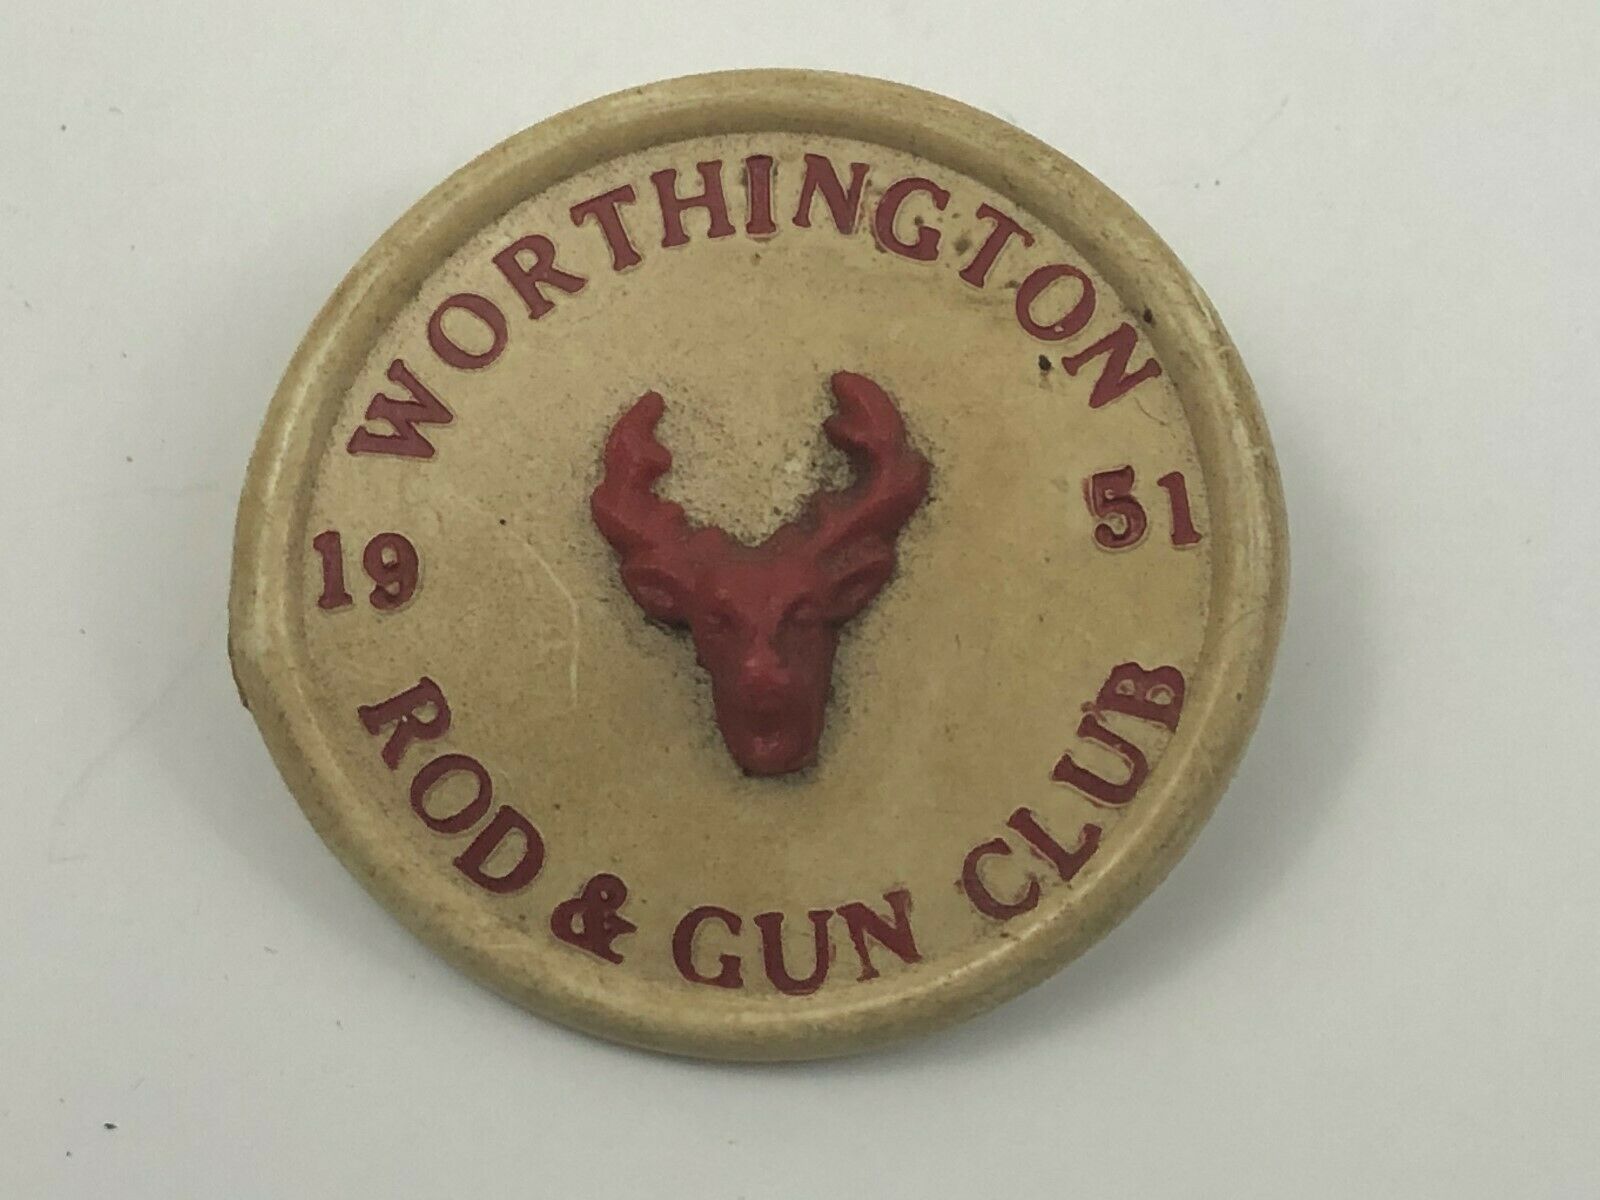 WORTHINGTON
19 51
ROD & GUN CLUB